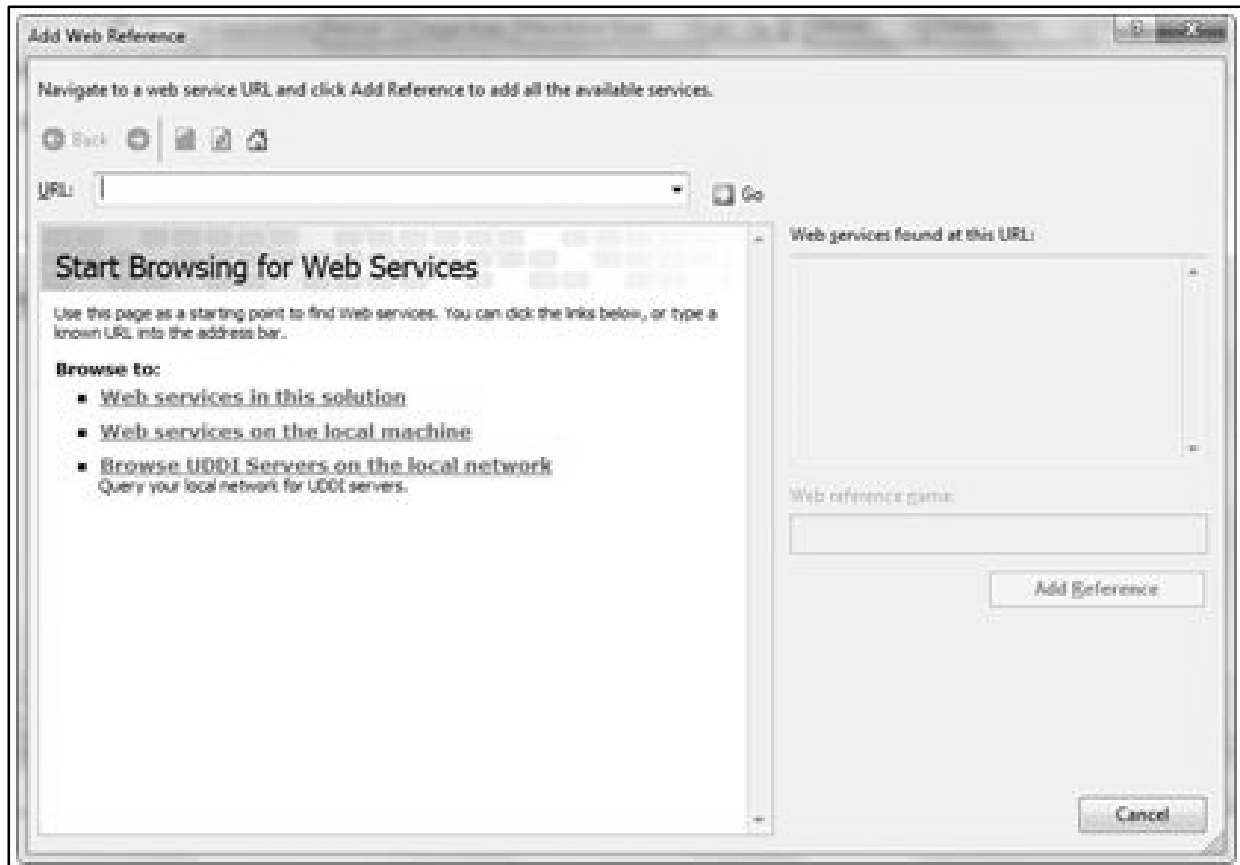 Add Web Reference
Navigate to a web service URL and click Add Reference to add all the available services.
Back
URL:
Go
Start Browsing for Web Services
Use this page as a starting point to find Web services. You can click the links below, or type a
known URL into the address bar.
Browse to:
Web services in this solution
Web services on the local machine
Browse UDDI Servers on the local network
Query your local network for UDDI servers.
Web services found at this URL:
Web reference name:
Add Reference
Cancel